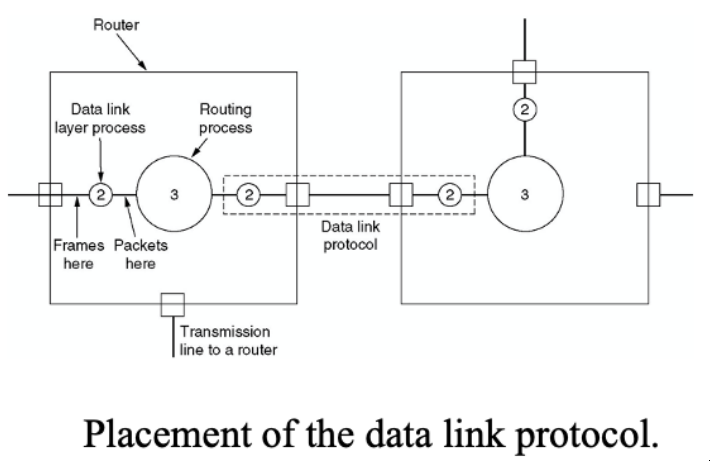 Router
Data link
layer process
Routing
process
2
3
2
2
3
2
Frames
here
Packets
here
Data link
protocol
Transmission
line to a router
Placement of the data link protocol.